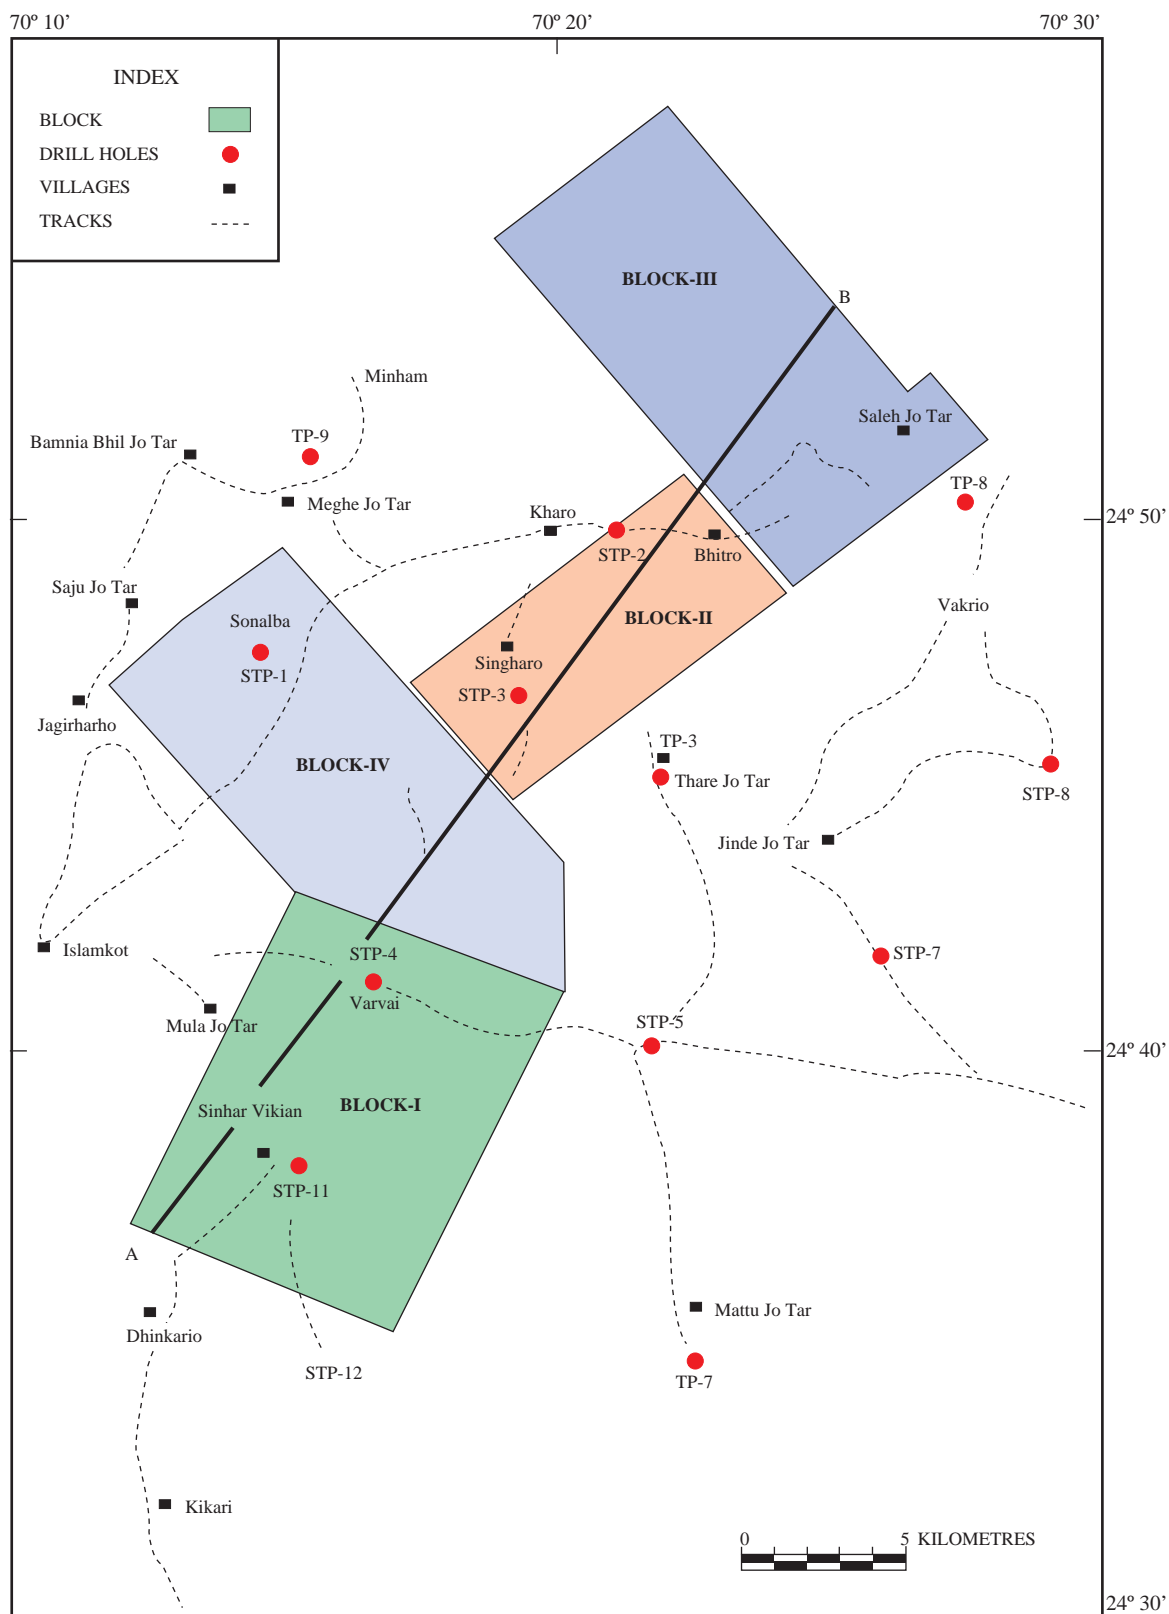 70º 10’
70º 20’
70º 30’
INDEX
BLOCK
DRILL HOLES
VILLAGES
TRACKS
BLOCK-III
B
Minham
Saleh Jo Tar
TP-9
Bamnia Bhil Jo Tar
TP-8
Meghe Jo Tar
Kharo
24º 50’
STP-2
Bhitro
Saju Jo Tar
Vakrio
Sonalba
BLOCK-II
Singharo
STP-1
STP-3
Jagirharho
TP-3
BLOCK-IV
Thare Jo Tar
STP-8
Jinde Jo Tar
Islamkot
STP-4
STP-7
Varvai
Mula Jo Tar
STP-5
24º 40’
BLOCK-I
Sinhar Vikian
STP-11
A
Mattu Jo Tar
Dhinkario
STP-12
TP-7
Kikari
0 5 KILOMETRES
24º 30’